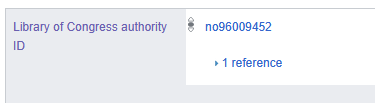 Library of Congress authority
ID
no96009452
1 reference